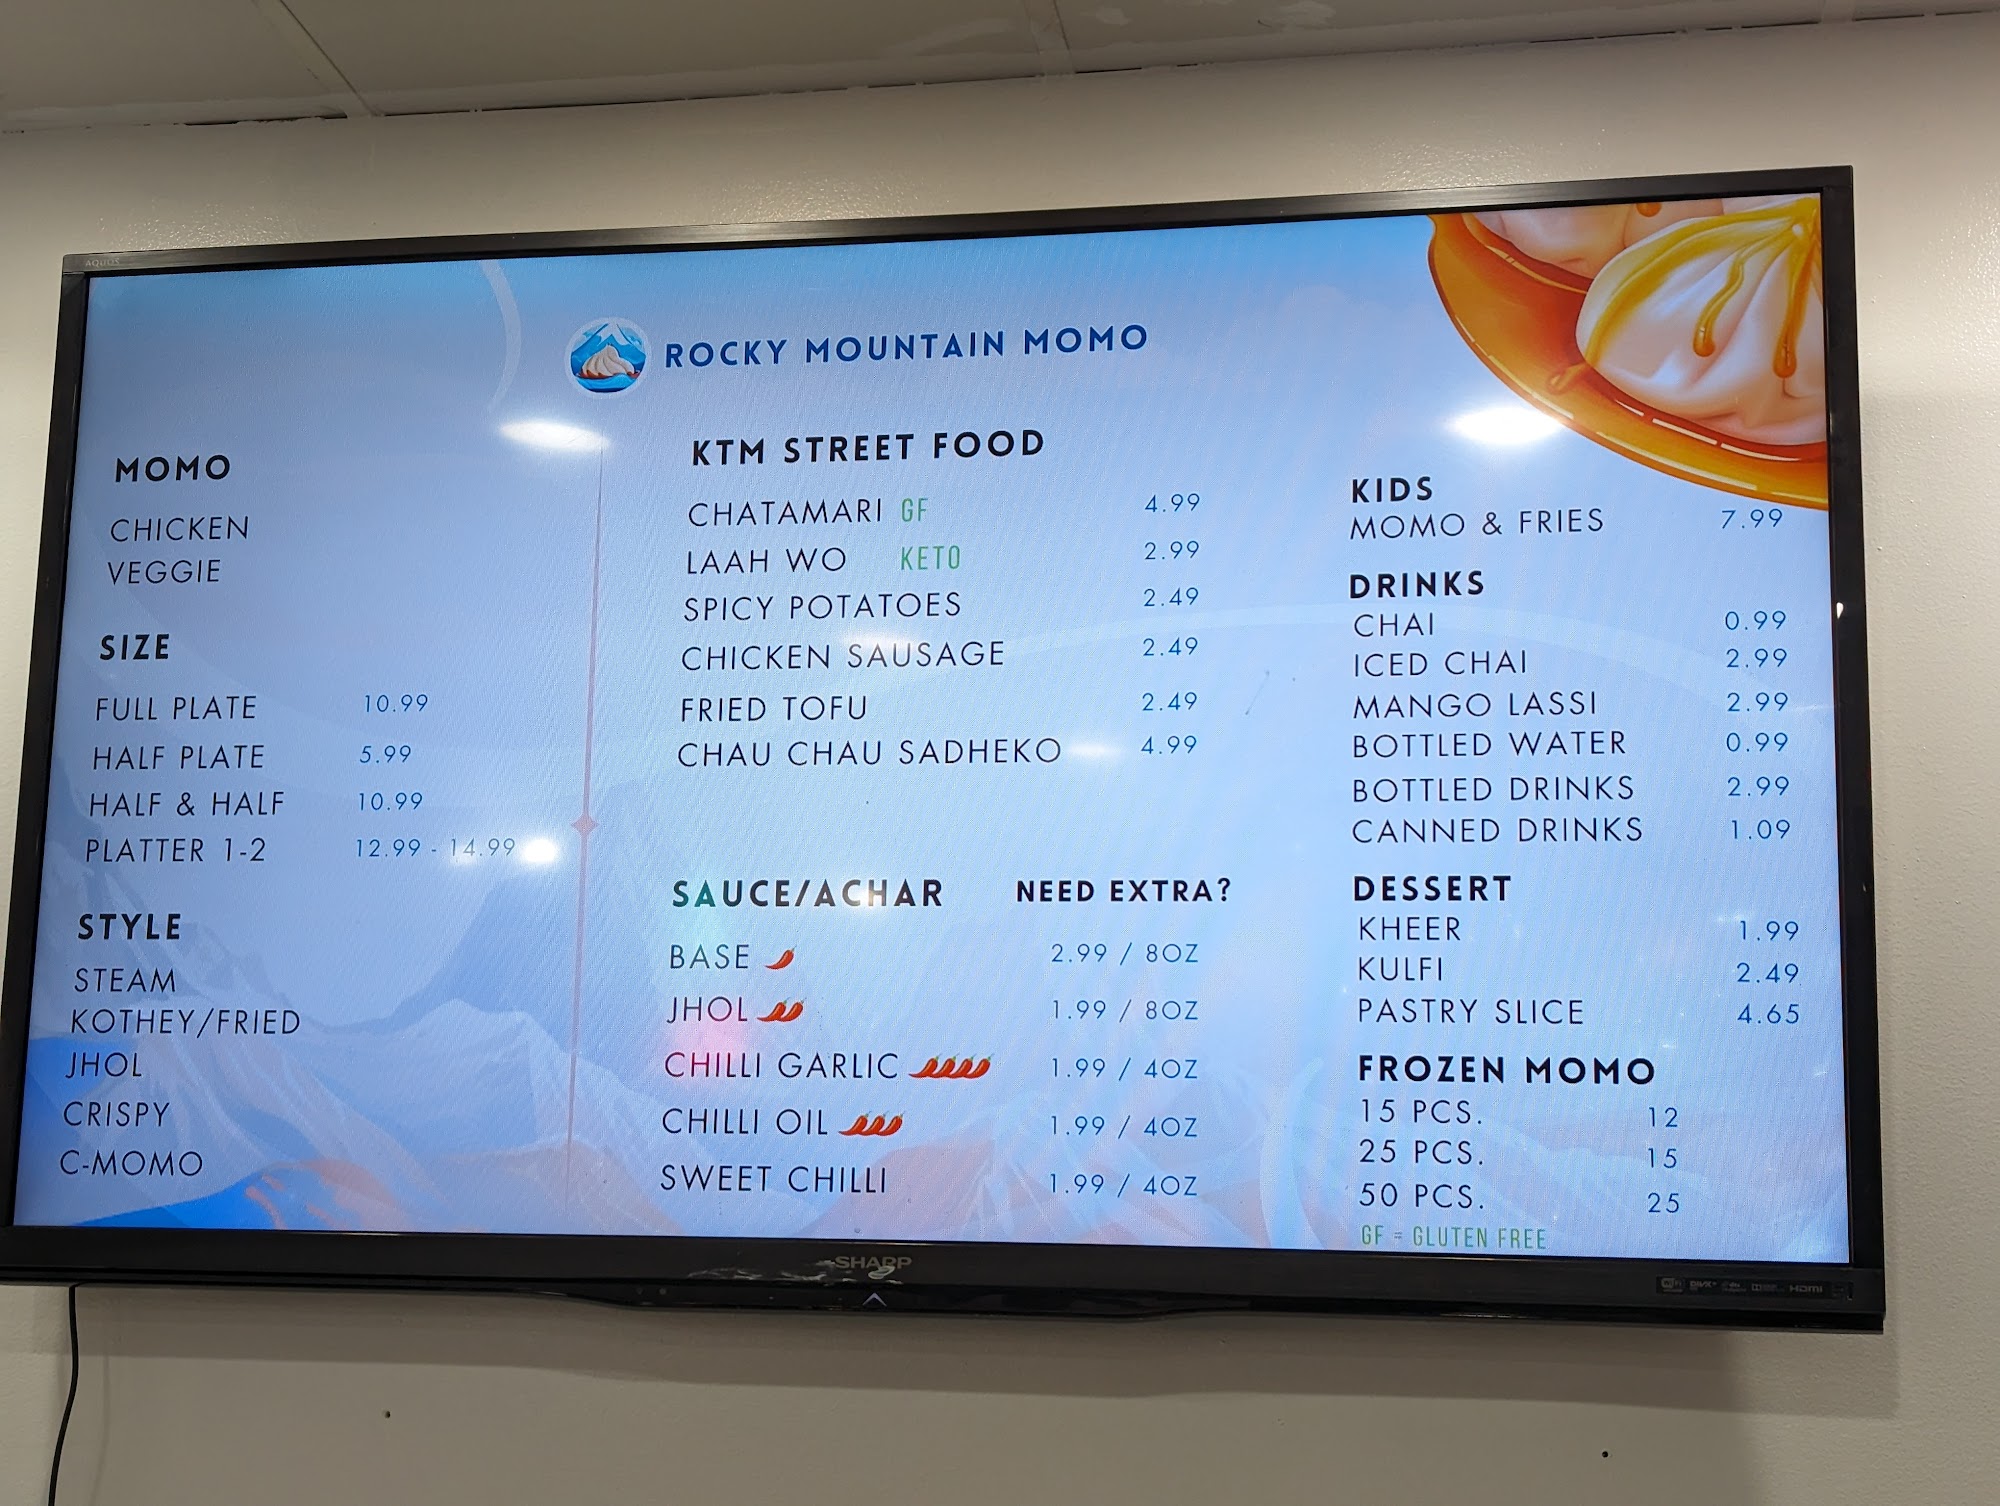 AQUOS
ROCKY MOUNTAIN MOMO
MOMO
CHICKEN
VEGGIE
SIZE
FULL PLATE 10.99
HALF PLATE 5.99
HALF & HALF 10.99
PLATTER 1-2 12.99 - 14.99
STYLE
STEAM
KOTHEY/FRIED
JHOL
CRISPY
C-MOMO
KTM STREET FOOD
CHATAMARI GF 4.99
LAAH WO KETO 2.99
SPICY POTATOES 2.49
CHICKEN SAUSAGE 2.49
FRIED TOFU 2.49
CHAU CHAU SADHEKO 4.99
SAUCE/ACHAR NEED EXTRA?
BASE 2.99 / 8OZ
JHOL 1.99 / 8OZ
CHILLI GARLIC 1.99 / 4OZ
CHILLI OIL 1.99 / 4OZ
SWEET CHILLI 1.99 / 4OZ
KIDS
MOMO & FRIES 7.99
DRINKS
CHAI 0.99
ICED CHAI 2.99
MANGO LASSI 2.99
BOTTLED WATER 0.99
BOTTLED DRINKS 2.99
CANNED DRINKS 1.09
DESSERT
KHEER 1.99
KULFI 2.49
PASTRY SLICE 4.65
FROZEN MOMO
15 PCS. 12
25 PCS. 15
50 PCS. 25
GF = GLUTEN FREE
SHARP
HDMI